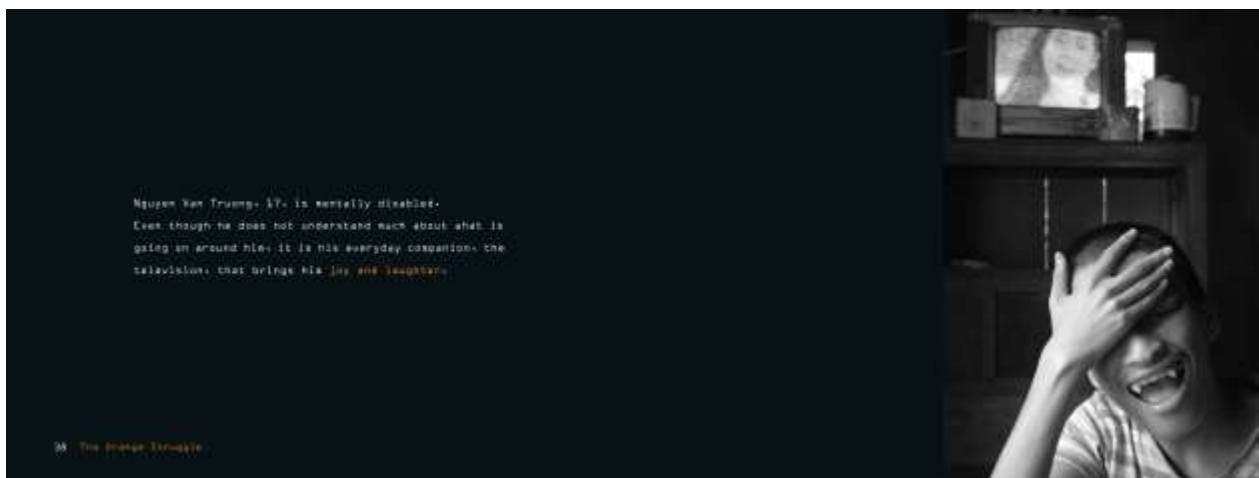 Nguyen Van Truong, 17, is mentally disabled.
Even though he does not understand much about what is
going on around him, it is his everyday companion, the
television, that brings him joy and laughter.
38 The Orange Struggle